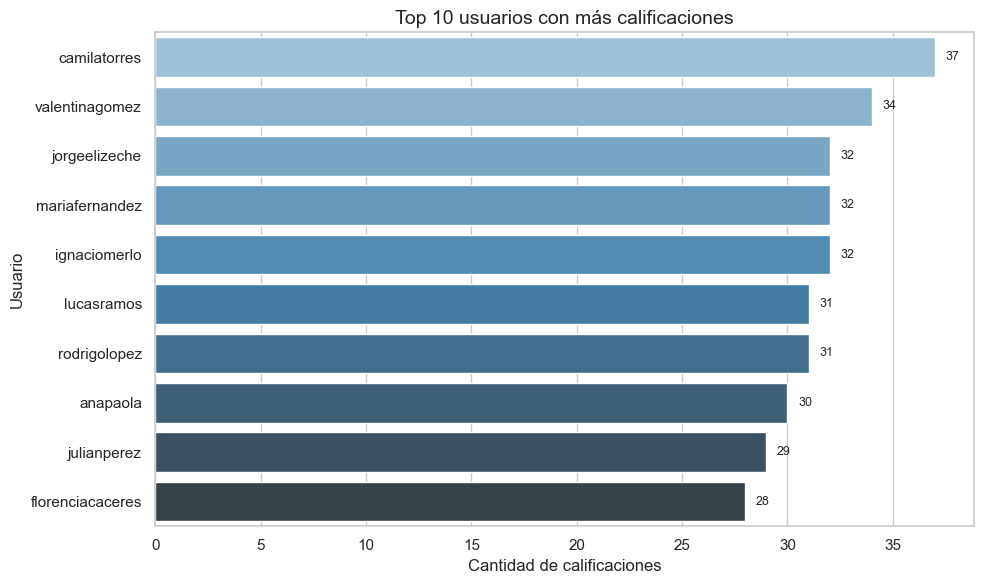 Top 10 usuarios con más calificaciones
camilatorres 37
valentinagomez 34
jorgeelizeche 32
mariafernandez 32
ignaciomerlo 32
lucasramos 31
rodrigolopez 31
anapaola 30
julianperez 29
florenciacaceres 28
Usuario
0 5 10 15 20 25 30 35
Cantidad de calificaciones